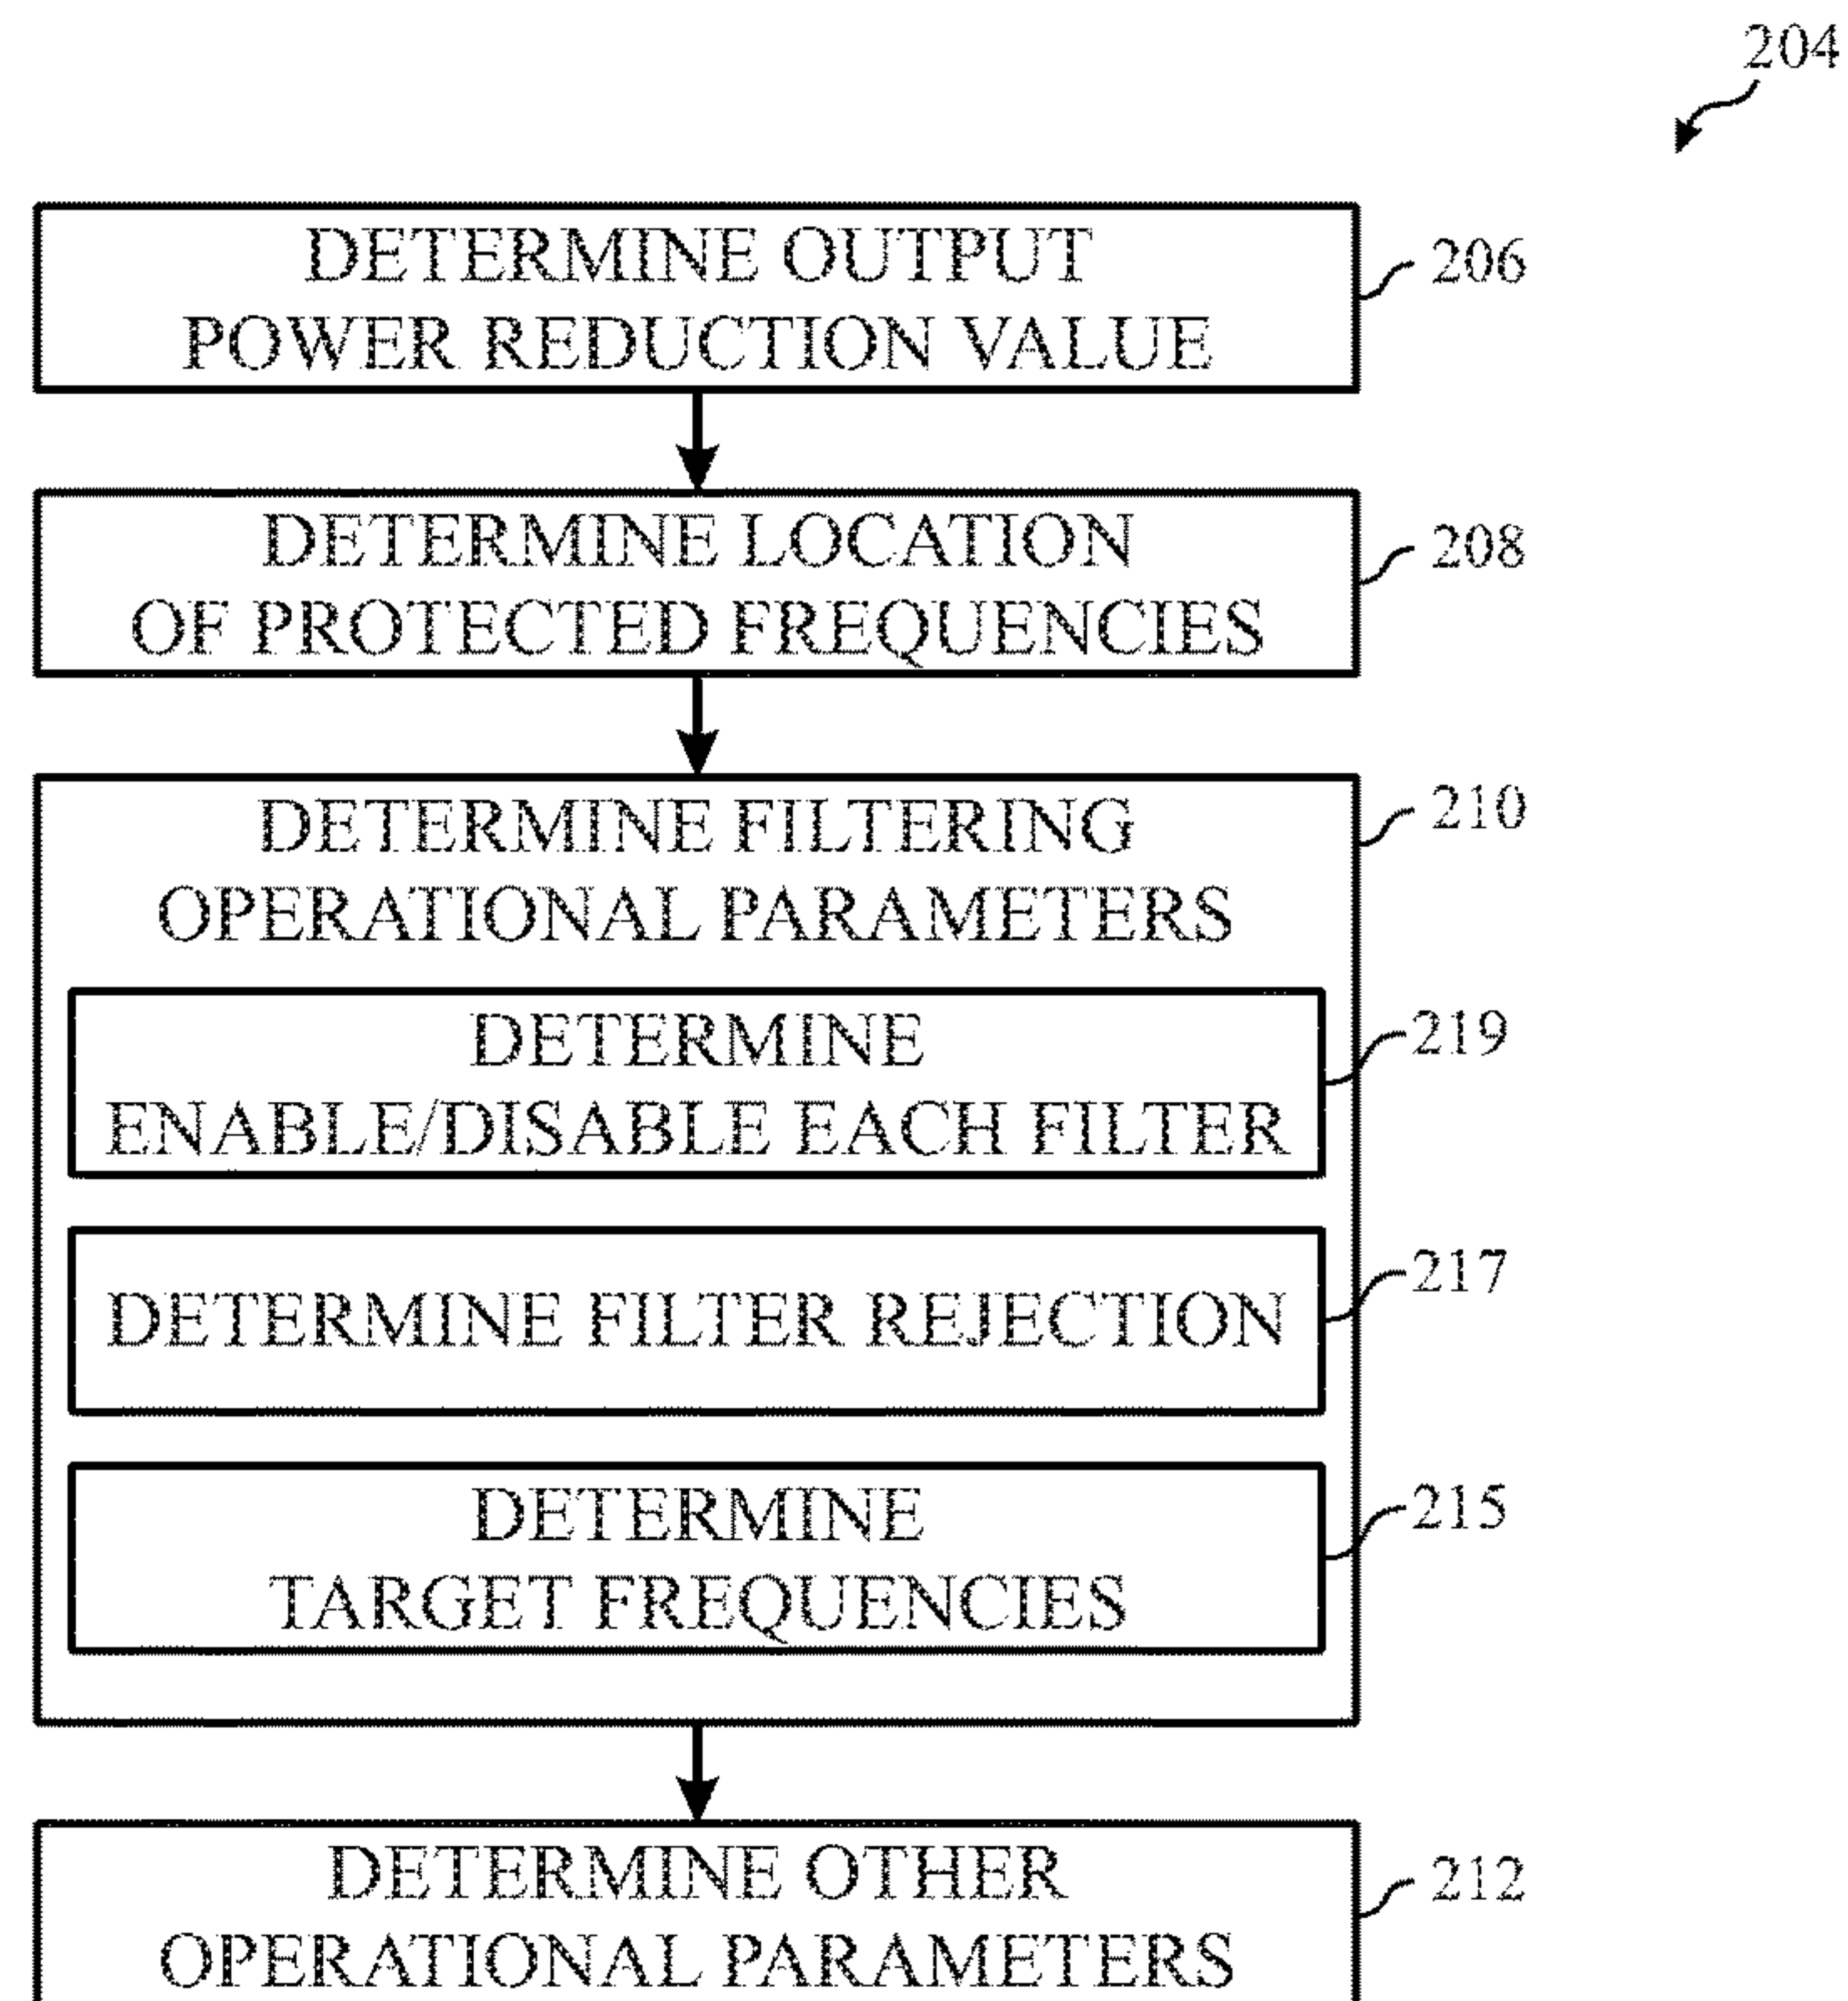 204
DETERMINE OUTPUT
POWER REDUCTION VALUE
206
DETERMINE LOCATION
OF PROTECTED FREQUENCIES
208
DETERMINE FILTERING
OPERATIONAL PARAMETERS
210
DETERMINE
ENABLE/DISABLE EACH FILTER
219
DETERMINE FILTER REJECTION
217
DETERMINE
TARGET FREQUENCIES
215
DETERMINE OTHER
OPERATIONAL PARAMETERS
212